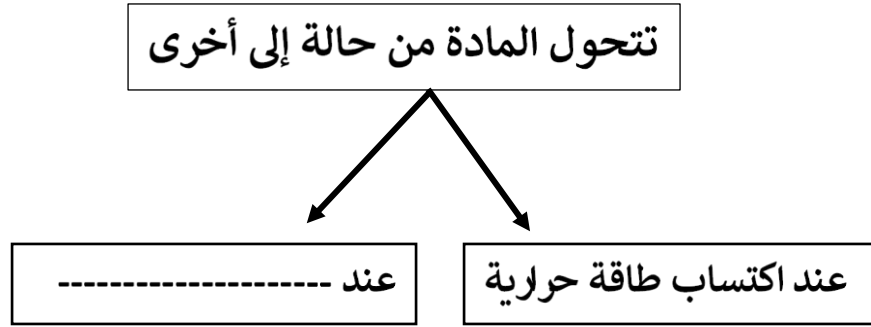 تتحول المادة من حالة إلى أخرى
عند اكتساب طاقة حرارية
عند ----------------------